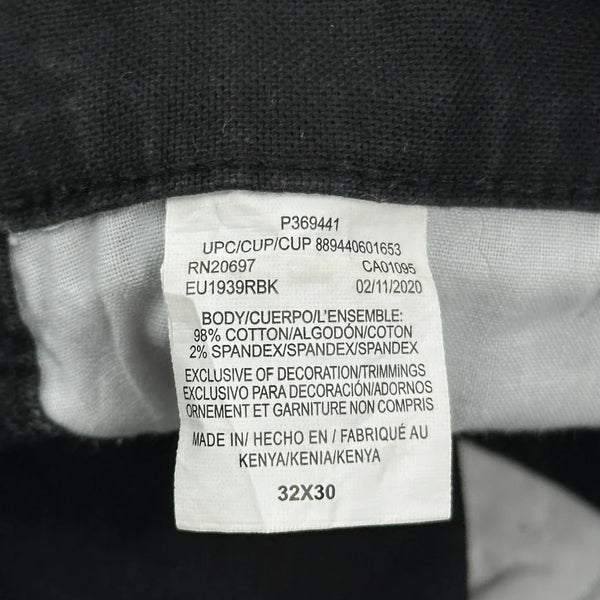 P369441
UPC/CUP/CUP 889440601653
RN20697 CA01095
EU1939RBK 02/11/2020
BODY/CUERPO/L'ENSEMBLE:
98% COTTON/ALGODÓN/COTON
2% SPANDEX/SPANDEX/SPANDEX
EXCLUSIVE OF DECORATION/TRIMMINGS
EXCLUSIVO PARA DECORACIÓN/ADORNOS
ORNEMENT ET GARNITURE NON COMPRIS
MADE IN/ HECHO EN / FABRIQUÉ AU
KENYA/KENIA/KENYA
32X30